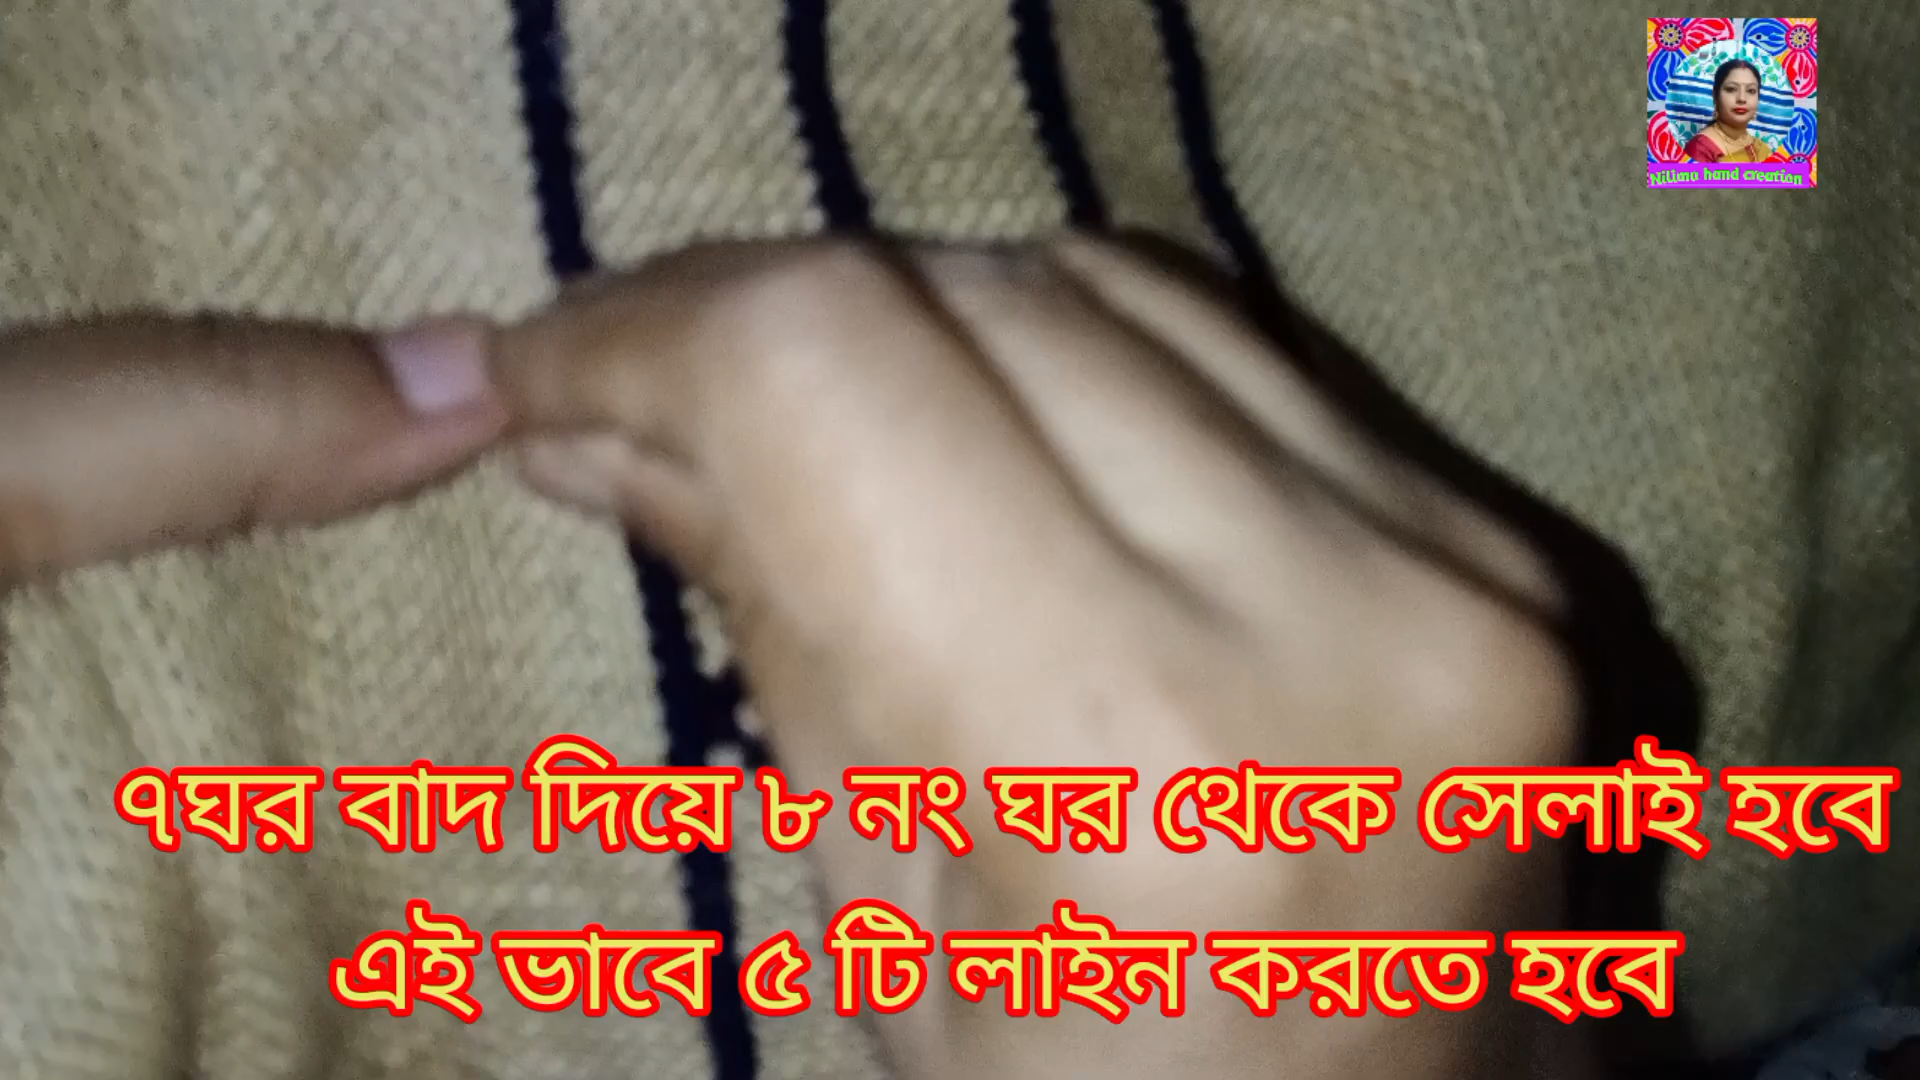 Nilima hand creation
৭ঘর বাদ দিয়ে ৮ নং ঘর থেকে সেলাই হবে
এই ভাবে ৫ টি লাইন করতে হবে